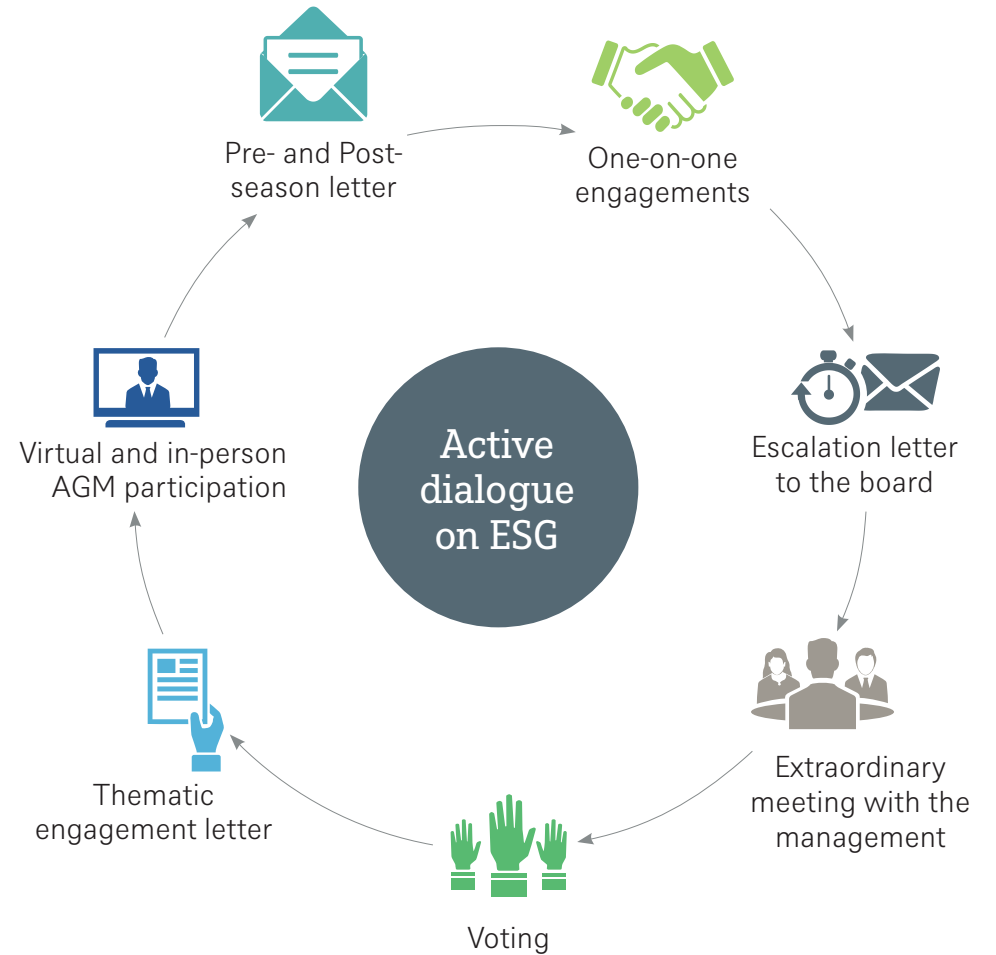 Pre- and Post-
season letter
One-on-one
engagements
Escalation letter
to the board
Extraordinary
meeting with the
management
Voting
Thematic
engagement letter
Virtual and in-person
AGM participation
Active
dialogue
on ESG